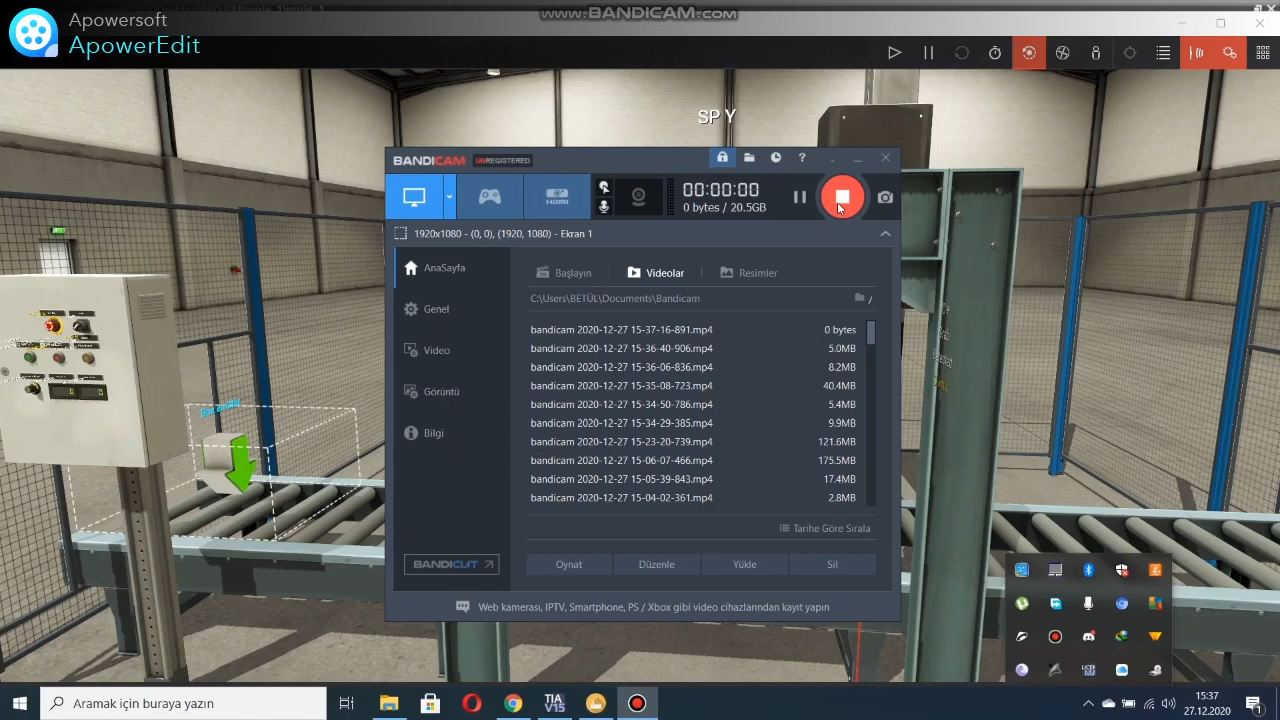 Apowersoft
ApowerEdit
www.BANDICAM.com
SP Y
BANDICAM UNREGISTERED
?
HDMI
00:00:00
0 bytes / 20.5GB
1920x1080 - (0, 0), (1920, 1080) - Ekran 1
AnaSayfa
Genel
Video
Görüntü
Bilgi
BANDICUT
Başlayın
Videolar
Resimler
C:\Users\BETÜL\Documents\Bandicam
bandicam 2020-12-27 15-37-16-891.mp4 0 bytes
bandicam 2020-12-27 15-36-40-906.mp4 5.0MB
bandicam 2020-12-27 15-36-06-836.mp4 8.2MB
bandicam 2020-12-27 15-35-08-723.mp4 40.4MB
bandicam 2020-12-27 15-34-50-786.mp4 5.4MB
bandicam 2020-12-27 15-34-29-385.mp4 9.9MB
bandicam 2020-12-27 15-23-20-739.mp4 121.6MB
bandicam 2020-12-27 15-06-07-466.mp4 175.5MB
bandicam 2020-12-27 15-05-39-843.mp4 17.4MB
bandicam 2020-12-27 15-04-02-361.mp4 2.8MB
Tarihe Göre Sırala
Oynat
Düzenle
Yükle
Sil
Web kamerası, IPTV, Smartphone, PS / Xbox gibi video cihazlarından kayıt yapın
Aramak için buraya yazın
TIA
V15
15:37
27.12.2020
1